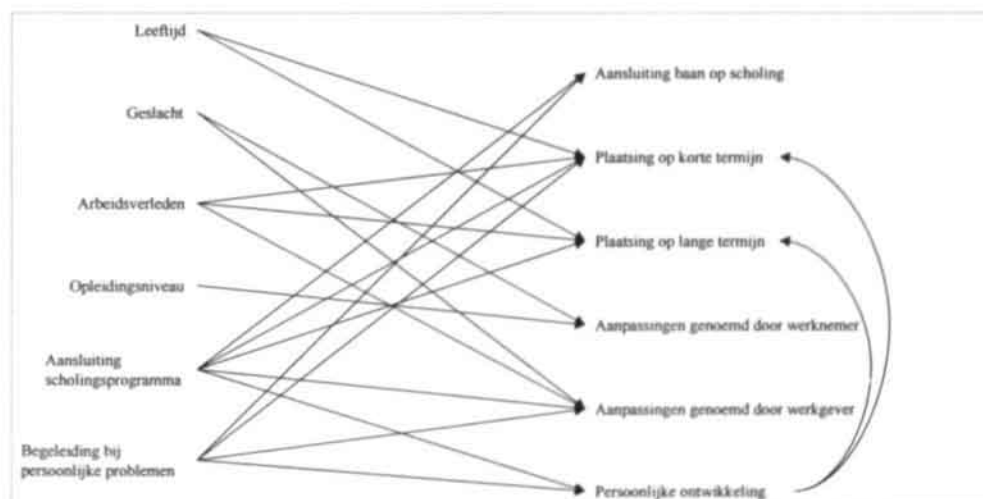 Leeftijd
Geslacht
Arbeidsverleden
Opleidingsniveau
Aansluiting
scholingsprogramma
Begeleiding bij
persoonlijke problemen
Aansluiting baan op scholing
Plaatsing op korte termijn
Plaatsing op lange termijn
Aanpassingen genoemd door werknemer
Aanpassingen genoemd door werkgever
Persoonlijke ontwikkeling